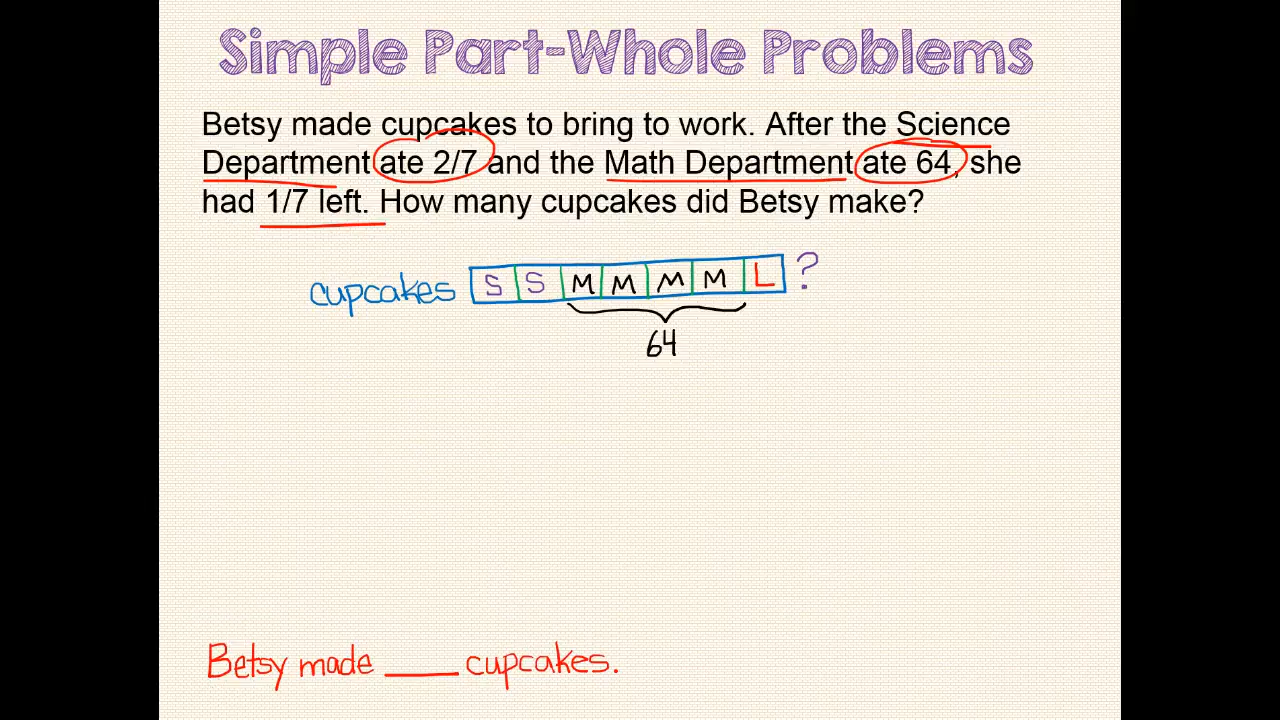 Simple Part-Whole Problems
Betsy made cupcakes to bring to work. After the Science
Department ate 2/7 and the Math Department ate 64, she
had 1/7 left. How many cupcakes did Betsy make?
cupcakes S S M M M M L ?
64
Betsy made ____ cupcakes.